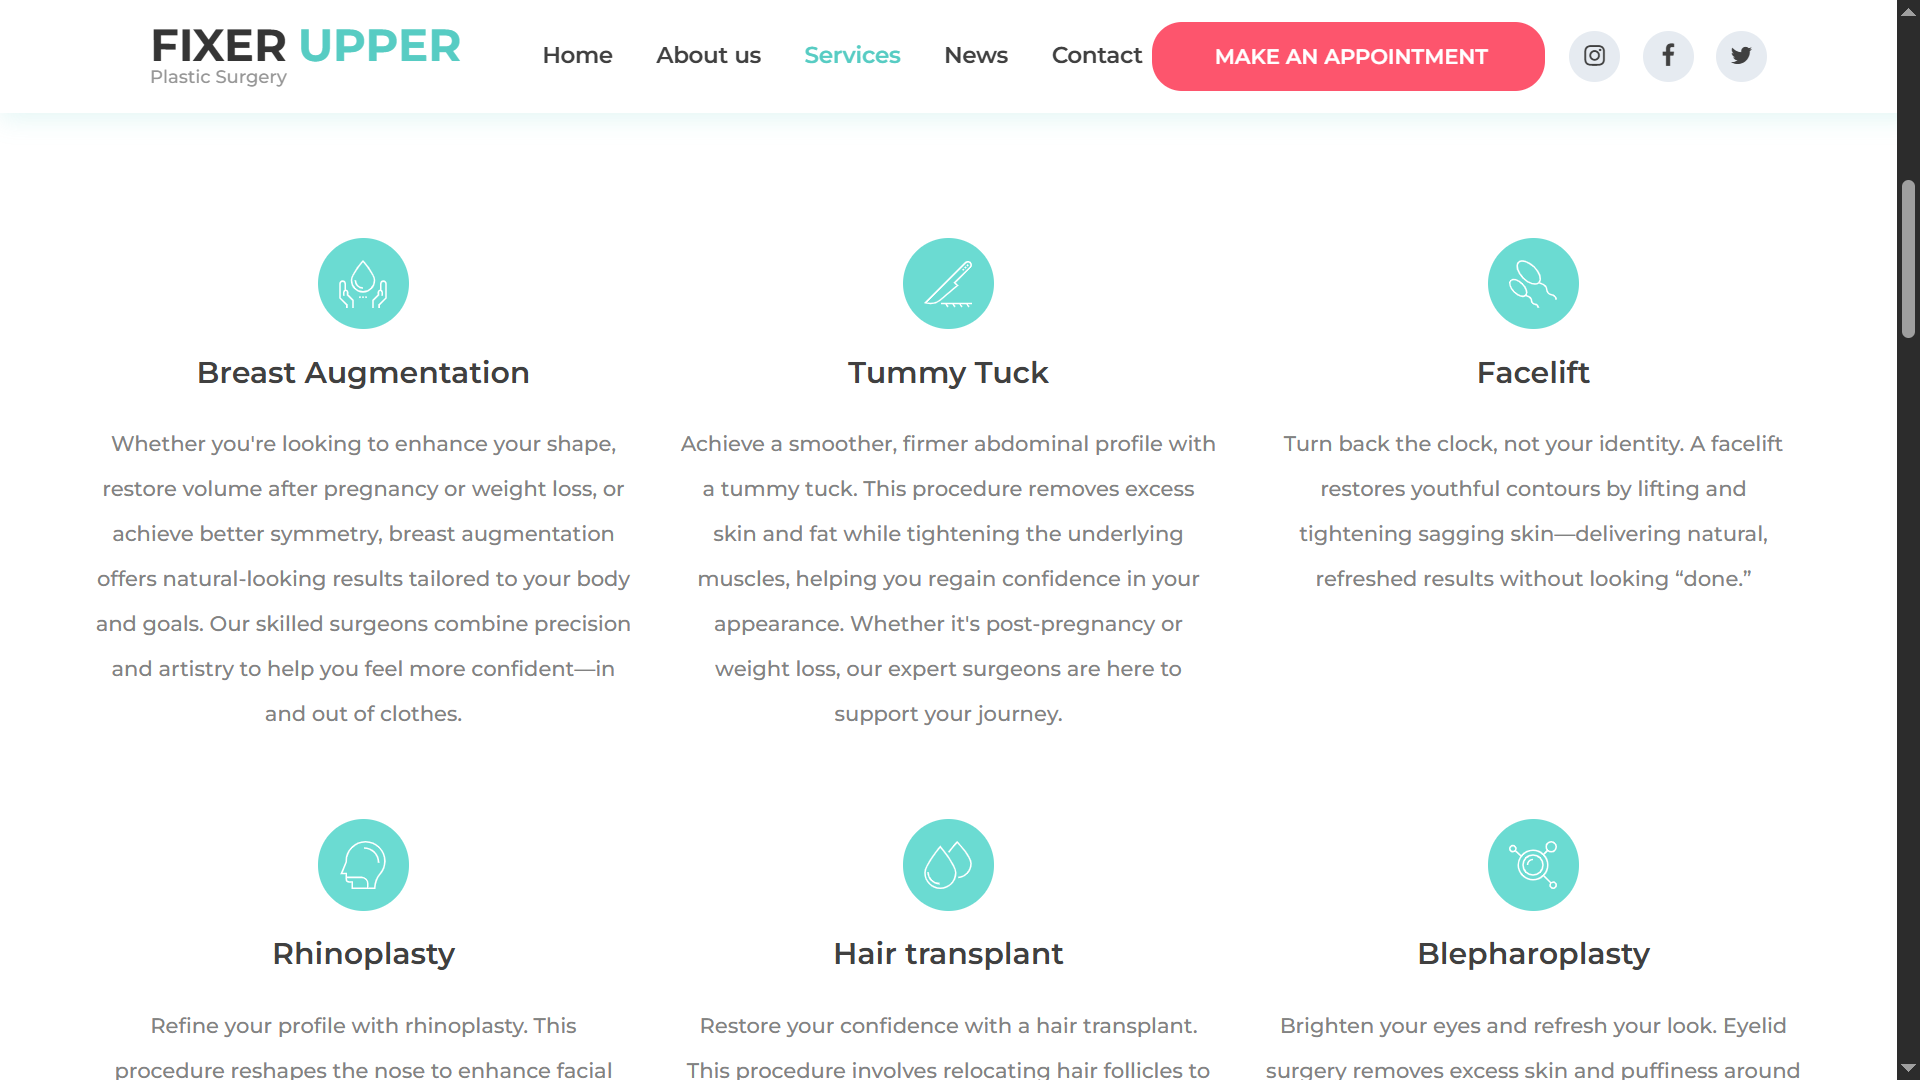 FIXER UPPER
Plastic Surgery
Home
About us
Services
News
Contact
MAKE AN APPOINTMENT
Breast Augmentation
Whether you're looking to enhance your shape,
restore volume after pregnancy or weight loss, or
achieve better symmetry, breast augmentation
offers natural-looking results tailored to your body
and goals. Our skilled surgeons combine precision
and artistry to help you feel more confident—in
and out of clothes.
Tummy Tuck
Achieve a smoother, firmer abdominal profile with
a tummy tuck. This procedure removes excess
skin and fat while tightening the underlying
muscles, helping you regain confidence in your
appearance. Whether it's post-pregnancy or
weight loss, our expert surgeons are here to
support your journey.
Facelift
Turn back the clock, not your identity. A facelift
restores youthful contours by lifting and
tightening sagging skin—delivering natural,
refreshed results without looking “done.”
Rhinoplasty
Refine your profile with rhinoplasty. This
procedure reshapes the nose to enhance facial
Hair transplant
Restore your confidence with a hair transplant.
This procedure involves relocating hair follicles to
Blepharoplasty
Brighten your eyes and refresh your look. Eyelid
surgery removes excess skin and puffiness around